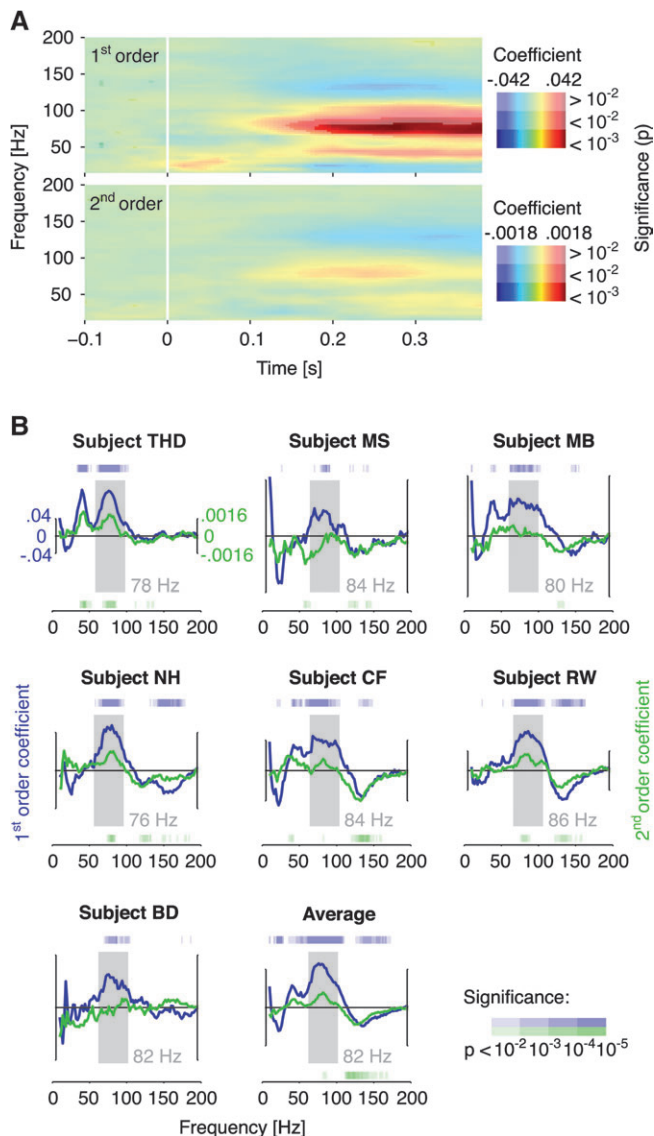 A
1st order
Coefficient
-.042 .042
> 10-2
< 10-2
< 10-3
200
150
100
50
2nd order
Coefficient
-.0018 .0018
> 10-2
< 10-2
< 10-3
200
150
100
50
Frequency [Hz]
Significance (p)
−0.1 0 0.1 0.2 0.3
Time [s]
B
Subject THD
.04
0
-.04
.0016
0
-.0016
78 Hz
0 50 100 150 200
Subject MS
84 Hz
0 50 100 150 200
Subject MB
80 Hz
0 50 100 150 200
Subject NH
76 Hz
0 50 100 150 200
Subject CF
84 Hz
0 50 100 150 200
Subject RW
86 Hz
0 50 100 150 200
1st order coefficient
2nd order coefficient
Subject BD
82 Hz
0 50 100 150 200
Average
82 Hz
0 50 100 150 200
Significance:
p < 10-2 10-3 10-4 10-5
Frequency [Hz]